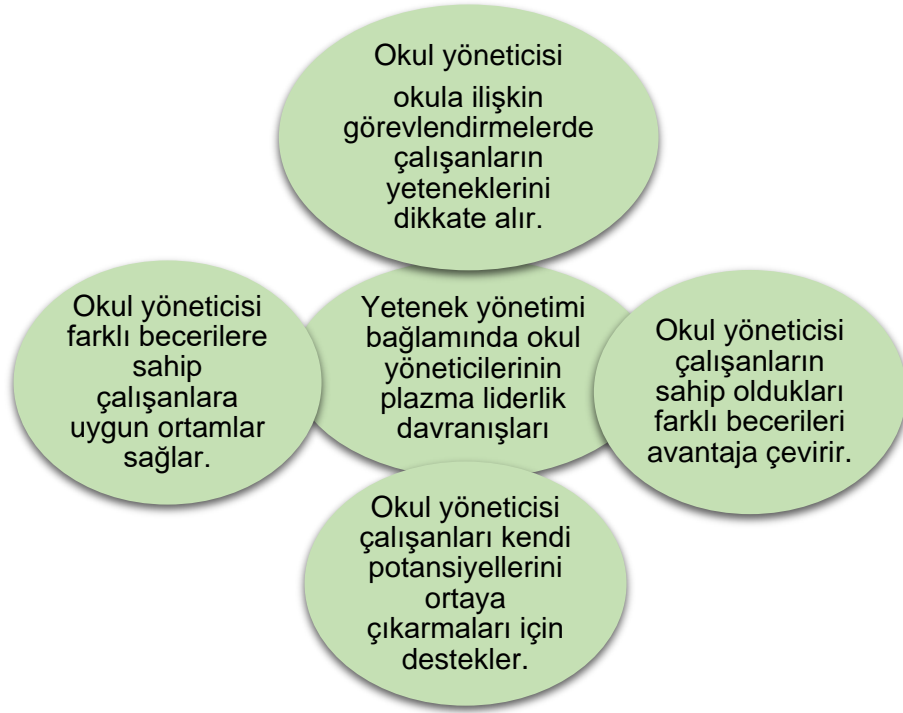 Okul yöneticisi
okula ilişkin
görevlendirmelerde
çalışanların
yeteneklerini
dikkate alır.
Okul yöneticisi
farklı becerilere
sahip
çalışanlara
uygun ortamlar
sağlar.
Yetenek yönetimi
bağlamında okul
yöneticilerinin
plazma liderlik
davranışları
Okul yöneticisi
çalışanların
sahip oldukları
farklı becerileri
avantaja çevirir.
Okul yöneticisi
çalışanları kendi
potansiyellerini
ortaya
çıkarmaları için
destekler.